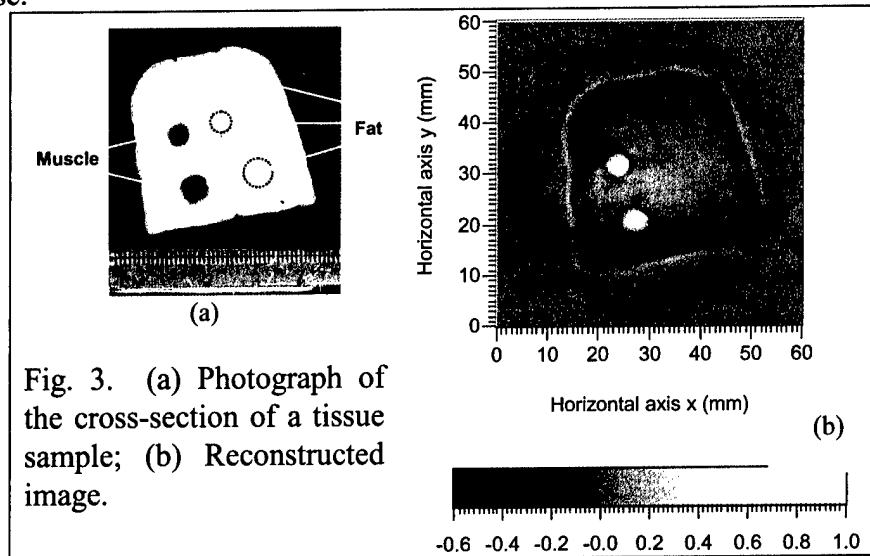 Muscle
Fat
(a)
Fig. 3. (a) Photograph of
the cross-section of a tissue
sample; (b) Reconstructed
image.
Horizontal axis y (mm)
60
50
40
30
20
10
0
0 10 20 30 40 50 60
Horizontal axis x (mm)
(b)
-0.6 -0.4 -0.2 -0.0 0.2 0.4 0.6 0.8 1.0